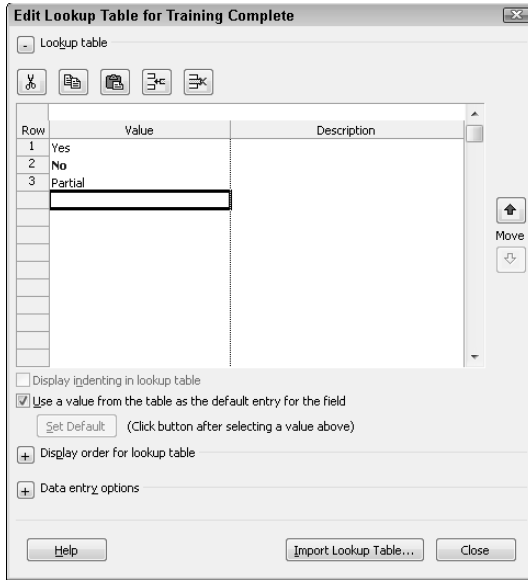 Edit Lookup Table for Training Complete
- Lookup table
Row Value Description
1 Yes
2 No
3 Partial
Move
Display indenting in lookup table
Use a value from the table as the default entry for the field
Set Default (Click button after selecting a value above)
+ Display order for lookup table
+ Data entry options
Help Import Lookup Table... Close